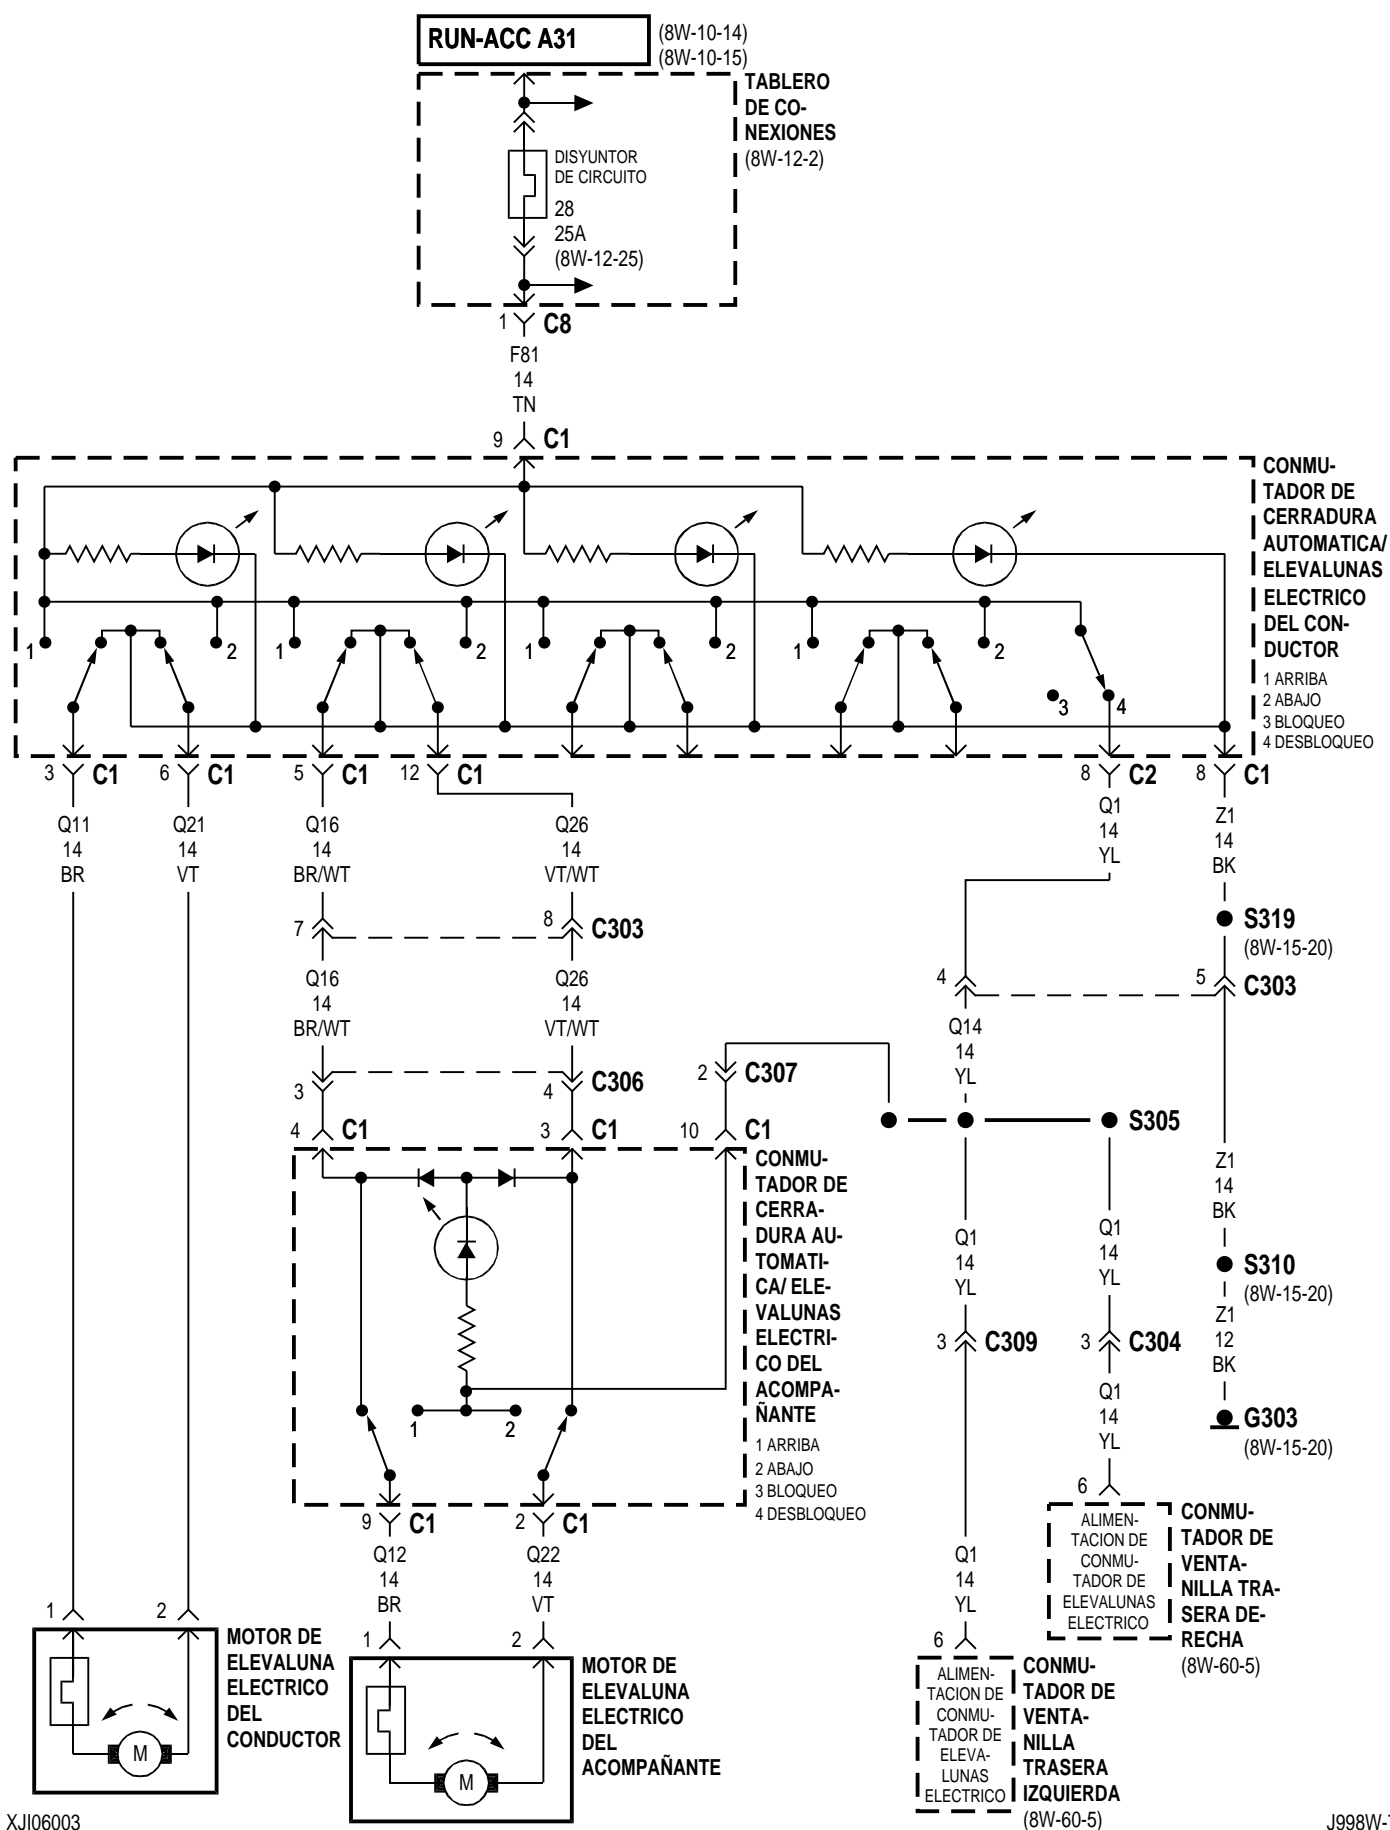 RUN-ACC A31
(8W-10-14)
(8W-10-15)
TABLERO
DE CO-
NEXIONES
(8W-12-2)
DISYUNTOR
DE CIRCUITO
28
25A
(8W-12-25)
1 C8
F81
14
TN
9 C1
CONMU-
TADOR DE
CERRADURA
AUTOMATICA/
ELEVALUNAS
ELECTRICO
DEL CON-
DUCTOR
1 ARRIBA
2 ABAJO
3 BLOQUEO
4 DESBLOQUEO
1 2 1 2 1 2 1 2
3 4
3 C1 6 C1 5 C1 12 C1 8 C2 8 C1
Q11
14
BR
Q21
14
VT
Q16
14
BR/WT
Q26
14
VT/WT
Q1
14
YL
Z1
14
BK
7 8 C303
S319
(8W-15-20)
Q16
14
BR/WT
Q26
14
VT/WT
4 5 C303
Q14
14
YL
3 4 C306
2 C307
4 C1 3 C1 10 C1
S305
CONMU-
TADOR DE
CERRA-
DURA AU-
TOMATI-
CA/ ELE-
VALUNAS
ELECTRI-
CO DEL
ACOMPA-
ÑANTE
1 ARRIBA
2 ABAJO
3 BLOQUEO
4 DESBLOQUEO
1 2
Z1
14
BK
Q1
14
YL
Q1
14
YL
S310
(8W-15-20)
Z1
12
BK
3 C309
3 C304
Q1
14
YL
G303
(8W-15-20)
9 C1 2 C1
Q12
14
BR
Q22
14
VT
Q1
14
YL
6
ALIMEN-
TACION DE
CONMU-
TADOR DE
ELEVALUNAS
ELECTRICO
CONMU-
TADOR DE
VENTA-
NILLA TRA-
SERA DE-
RECHA
(8W-60-5)
1 2
MOTOR DE
ELEVALUNA
ELECTRICO
DEL
CONDUCTOR
M
1 2
MOTOR DE
ELEVALUNA
ELECTRICO
DEL
ACOMPAÑANTE
M
6
ALIMEN-
TACION DE
CONMU-
TADOR DE
ELEVA-
LUNAS
ELECTRICO
CONMU-
TADOR DE
VENTA-
NILLA
TRASERA
IZQUIERDA
(8W-60-5)
XJI06003
J998W-